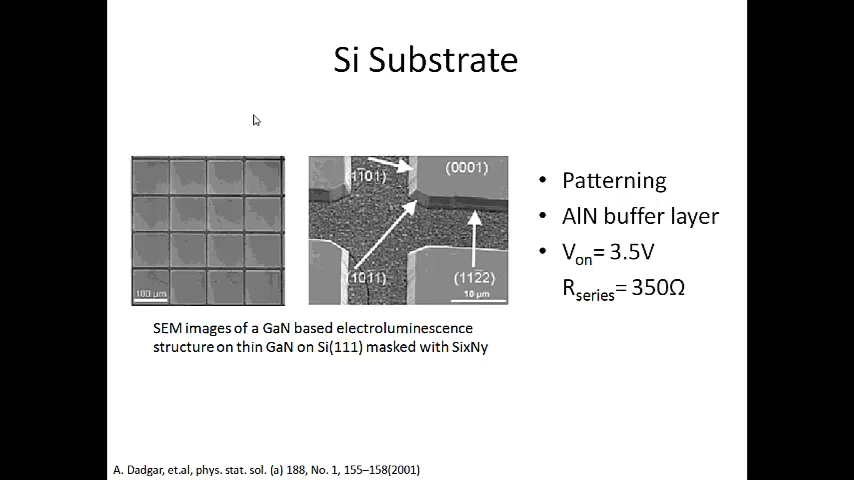 Si Substrate
(1101)
(0001)
(1011)
(1122)
100 µm
10 µm
• Patterning
• AlN buffer layer
• Von= 3.5V
Rseries= 350Ω
SEM images of a GaN based electroluminescence
structure on thin GaN on Si(111) masked with SixNy
A. Dadgar, et.al, phys. stat. sol. (a) 188, No. 1, 155–158(2001)